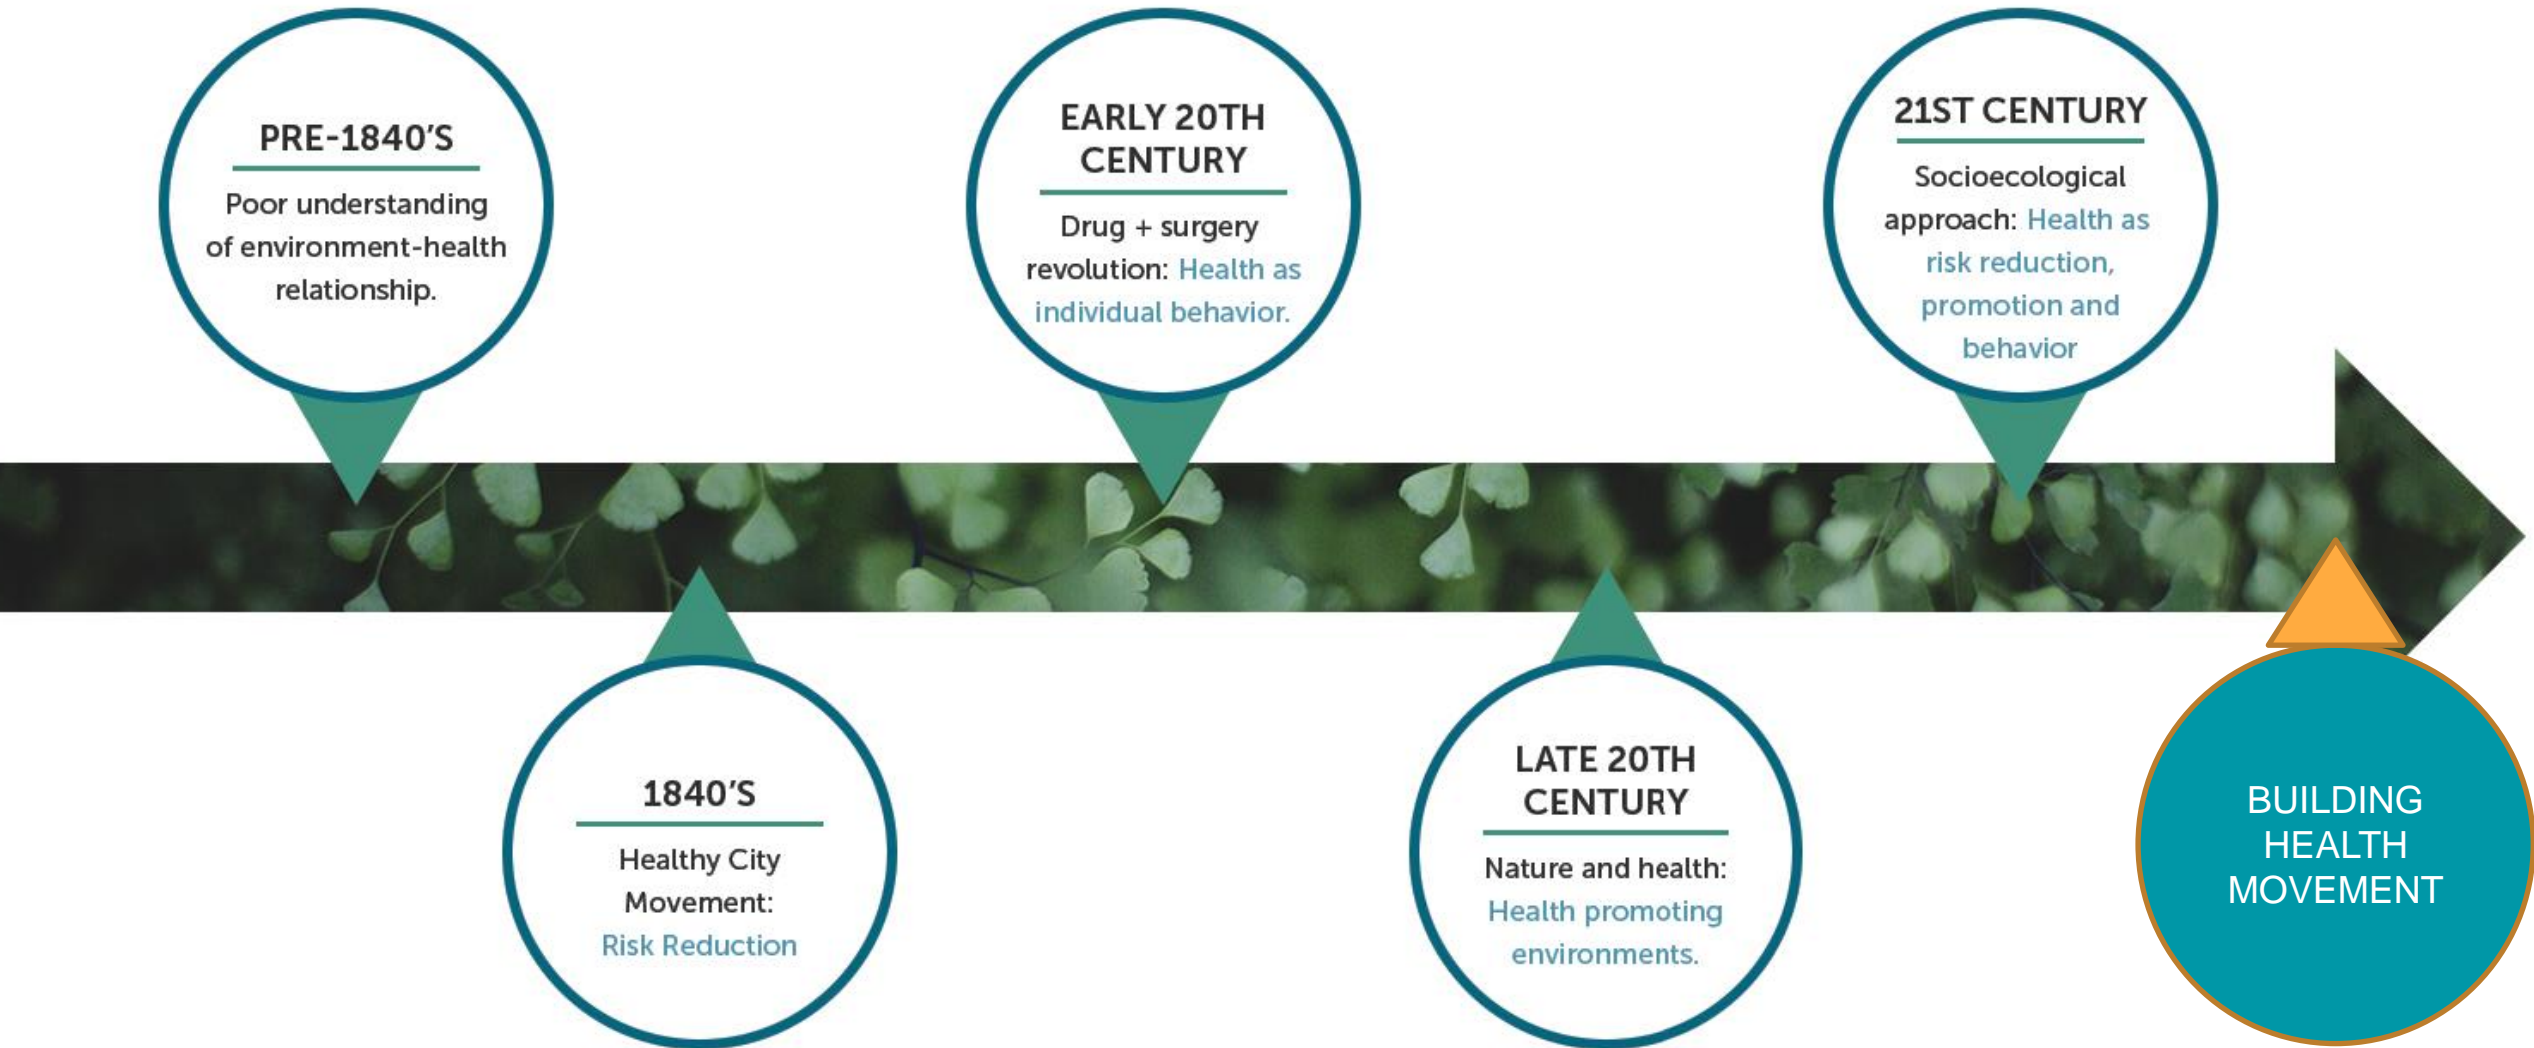 PRE-1840'S
Poor understanding
of environment-health
relationship.
1840'S
Healthy City
Movement:
Risk Reduction
EARLY 20TH
CENTURY
Drug + surgery
revolution: Health as
individual behavior.
LATE 20TH
CENTURY
Nature and health:
Health promoting
environments.
21ST CENTURY
Socioecological
approach: Health as
risk reduction,
promotion and
behavior
BUILDING
HEALTH
MOVEMENT